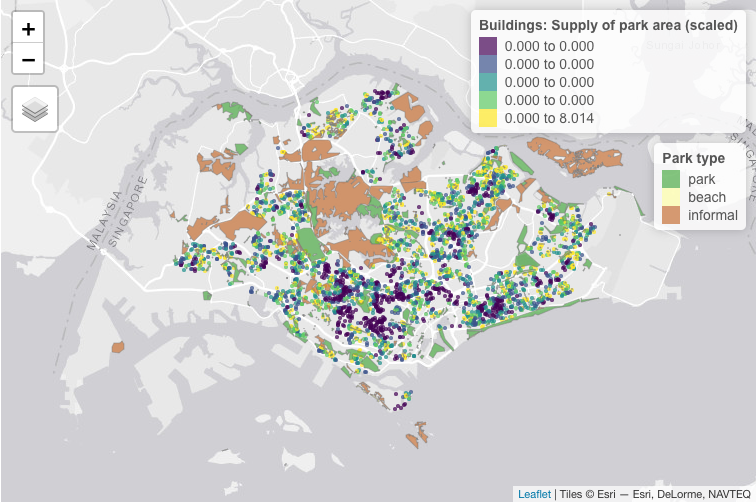 +
−
Buildings: Supply of park area (scaled)
0.000 to 0.000
0.000 to 0.000
0.000 to 0.000
0.000 to 0.000
0.000 to 8.014
Park type
park
beach
informal
MALAYSIA
SINGAPORE
Leaflet | Tiles © Esri — Esri, DeLorme, NAVTEQ